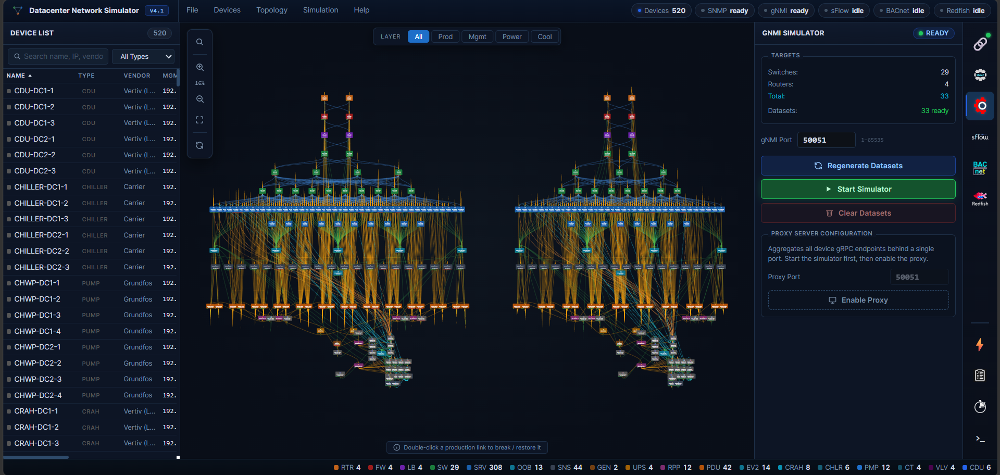 Datacenter Network Simulator v4.1
File Devices Topology Simulation Help
Devices 520 SNMP ready gNMI ready sFlow idle BACnet idle Redfish idle
DEVICE LIST 520
Search name, IP, vendo All Types
NAME TYPE VENDOR MGM
CDU-DC1-1 CDU Vertiv (L... 192.
CDU-DC1-2 CDU Vertiv (L... 192.
CDU-DC1-3 CDU Vertiv (L... 192.
CDU-DC2-1 CDU Vertiv (L... 192.
CDU-DC2-2 CDU Vertiv (L... 192.
CDU-DC2-3 CDU Vertiv (L... 192.
CHILLER-DC1-1 CHILLER Carrier 192.
CHILLER-DC1-2 CHILLER Carrier 192.
CHILLER-DC1-3 CHILLER Carrier 192.
CHILLER-DC2-1 CHILLER Carrier 192.
CHILLER-DC2-2 CHILLER Carrier 192.
CHILLER-DC2-3 CHILLER Carrier 192.
CHWP-DC1-1 PUMP Grundfos 192.
CHWP-DC1-2 PUMP Grundfos 192.
CHWP-DC1-3 PUMP Grundfos 192.
CHWP-DC1-4 PUMP Grundfos 192.
CHWP-DC2-1 PUMP Grundfos 192.
CHWP-DC2-2 PUMP Grundfos 192.
CHWP-DC2-3 PUMP Grundfos 192.
CHWP-DC2-4 PUMP Grundfos 192.
CRAH-DC1-1 CRAH Vertiv (L... 192.
CRAH-DC1-2 CRAH Vertiv (L... 192.
CRAH-DC1-3 CRAH Vertiv (L... 192.
16%
LAYER All Prod Mgmt Power Cool
Double-click a production link to break / restore it
GNMI SIMULATOR READY
TARGETS
Switches: 29
Routers: 4
Total: 33
Datasets: 33 ready
gNMI Port 50051 1-65535
Regenerate Datasets
Start Simulator
Clear Datasets
PROXY SERVER CONFIGURATION
Aggregates all device gRPC endpoints behind a single
port. Start the simulator first, then enable the proxy.
Proxy Port 50051
Enable Proxy
SNMP
sFlow
BAC
net
Redfish
RTR 4 FW 4 LB 4 SW 29 SRV 308 OOB 13 SNS 44 GEN 2 UPS 4 RPP 12 PDU 42 EV2 14 CRAH 8 CHLR 6 PMP 12 CT 4 VLV 4 CDU 6